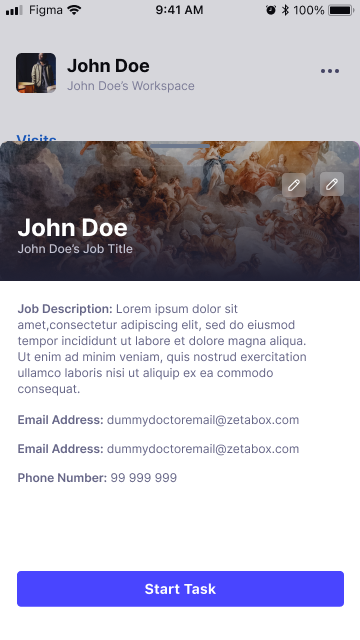 Figma 9:41 AM 100%
John Doe
John Doe's Workspace
Visits
John Doe
John Doe's Job Title
Job Description: Lorem ipsum dolor sit
amet,consectetur adipiscing elit, sed do eiusmod
tempor incididunt ut labore et dolore magna aliqua.
Ut enim ad minim veniam, quis nostrud exercitation
ullamco laboris nisi ut aliquip ex ea commodo
consequat.
Email Address: dummydoctoremail@zetabox.com
Email Address: dummydoctoremail@zetabox.com
Phone Number: 99 999 999
Start Task